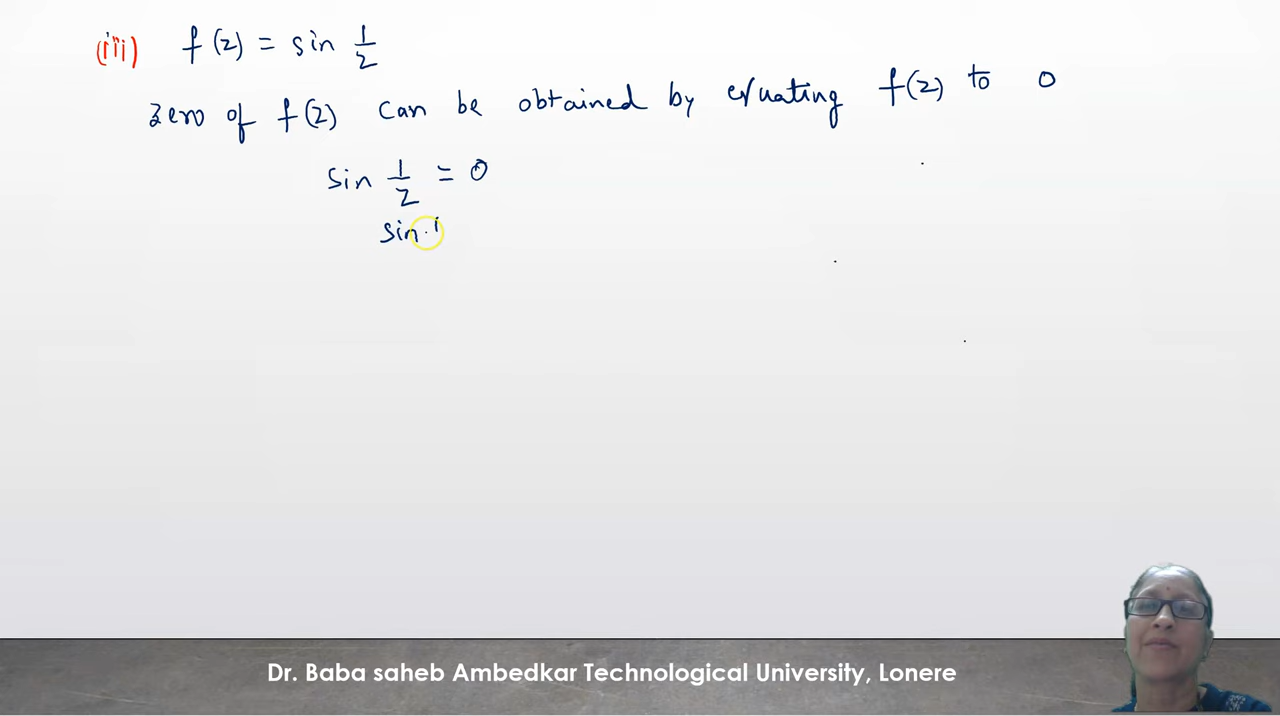 (iii) f(z) = sin 1/z
Zero of f(z) can be obtained by equating f(z) to 0
sin 1/z = 0
sin
Dr. Baba saheb Ambedkar Technological University, Lonere